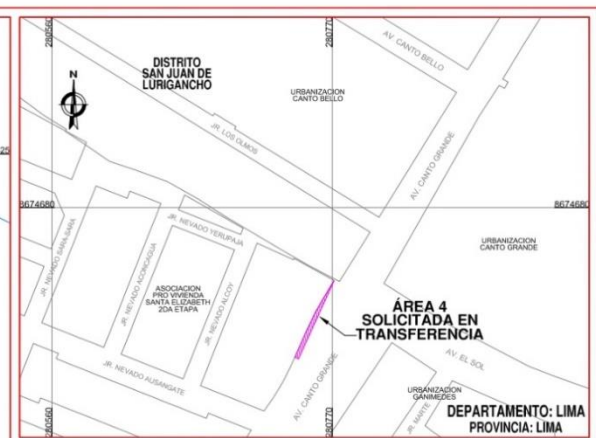 280560
280770
AV. CANTO BELLO
DISTRITO
SAN JUAN DE
LURIGANCHO
N
URBANIZACION
CANTO BELLO
JR. LOS OLMOS
AV. CANTO GRANDE
25
8674680
8674680
JR. NEVADO YERUPAJA
JR. NEVADO SARA-SARA
JR. NEVADO ACONCAGUA
URBANIZACION
CANTO GRANDE
ASOCIACION
PRO VIVIENDA
SANTA ELIZABETH
2DA ETAPA
JR. NEVADO ALCOY
ÁREA 4
SOLICITADA EN
TRANSFERENCIA
AV. EL SOL
JR. NEVADO AUSANGATE
AV. CANTO GRANDE
URBANIZACION
GANIMEDES
JR. MARTE
280560
280770
DEPARTAMENTO: LIMA
PROVINCIA: LIMA